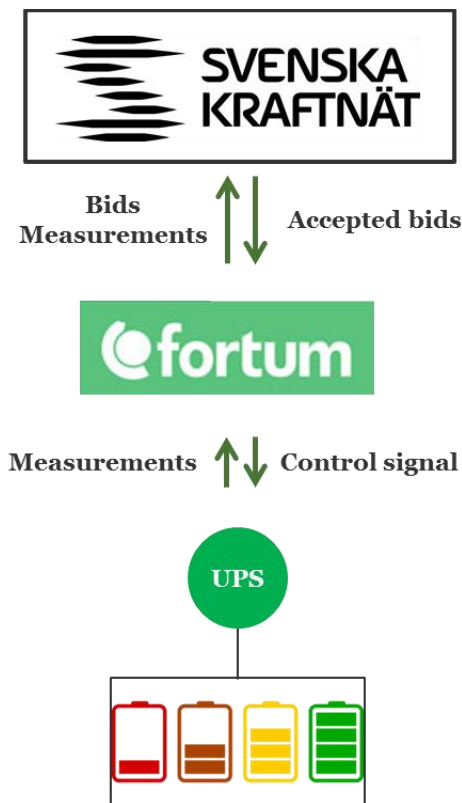 SVENSKA
KRAFTNÄT
Bids
Measurements
Accepted bids
fortum
Measurements
Control signal
UPS